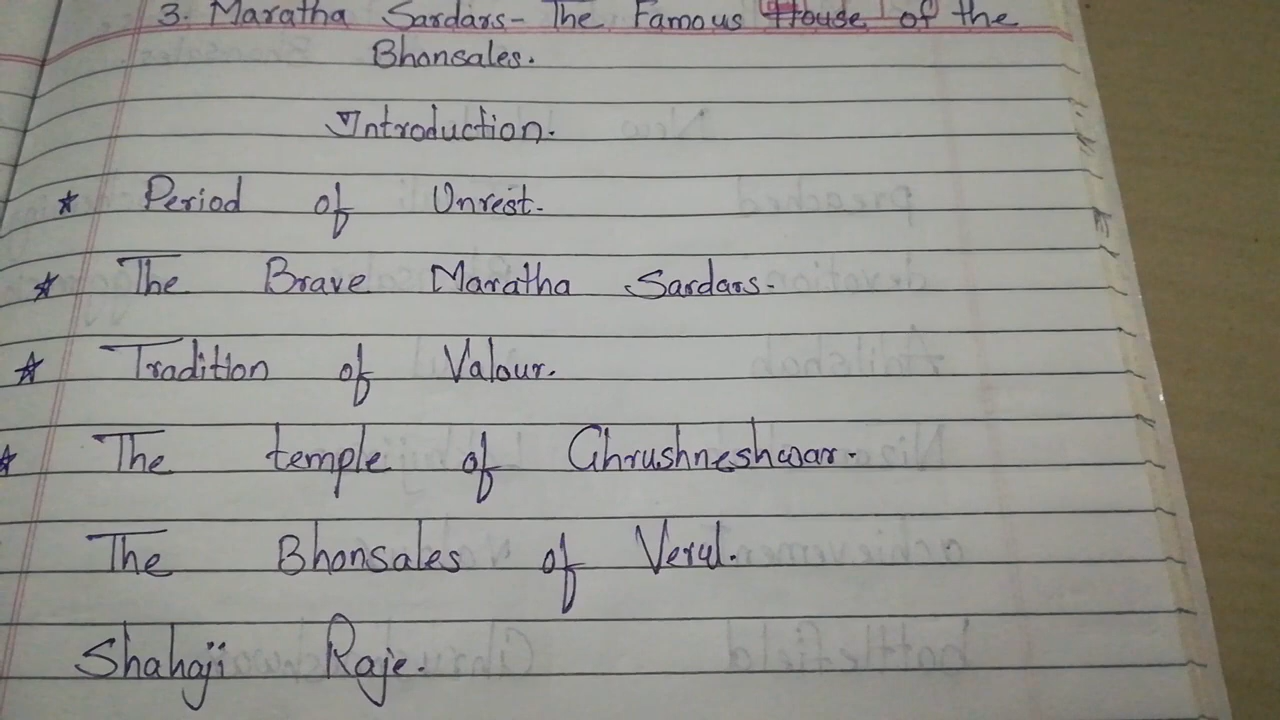 3. Maratha Sardars- The Famous House of the
Bhonsales.
Introduction.
★ Period of Unrest.
★ The Brave Maratha Sardars.
★ Tradition of Valour.
★ The temple of Ghrushneshwar.
The Bhonsales of Verul.
Shahaji Raje.